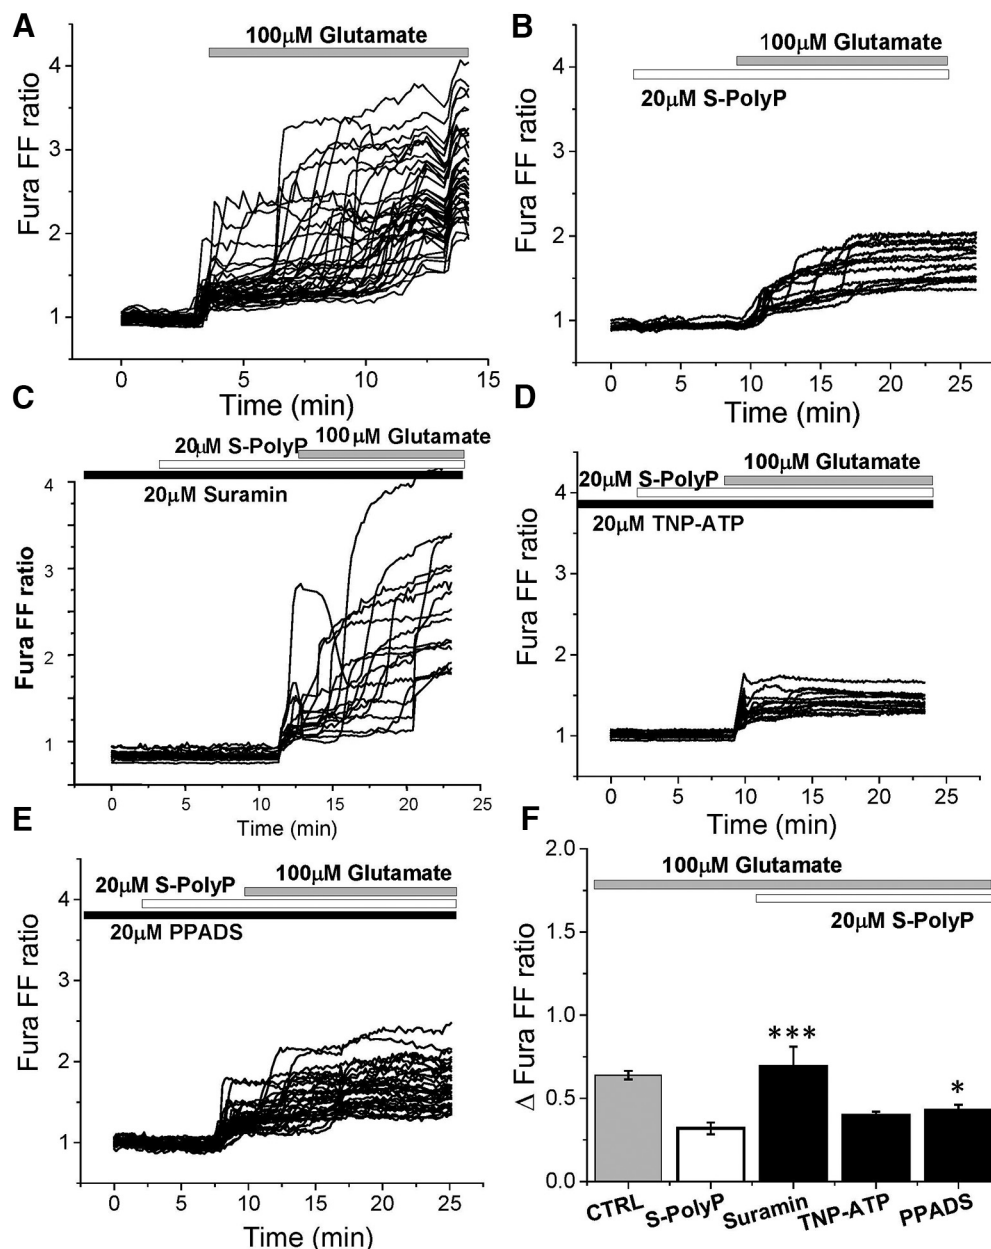 A
100μM Glutamate
Fura FF ratio
4
3
2
1
0 5 10 15
Time (min)
B
100μM Glutamate
20μM S-PolyP
Fura FF ratio
4
3
2
1
0 5 10 15 20 25
Time (min)
C
100μM Glutamate
20μM S-PolyP
20μM Suramin
Fura FF ratio
4
3
2
1
0 5 10 15 20 25
Time (min)
D
100μM Glutamate
20μM S-PolyP
20μM TNP-ATP
Fura FF ratio
4
3
2
1
0 5 10 15 20 25
Time (min)
E
100μM Glutamate
20μM S-PolyP
20μM PPADS
Fura FF ratio
4
3
2
1
0 5 10 15 20 25
Time (min)
F
100μM Glutamate
20μM S-PolyP
Δ Fura FF ratio
2.0
1.5
1.0
0.5
0.0
***
*
CTRL S-PolyP Suramin TNP-ATP PPADS